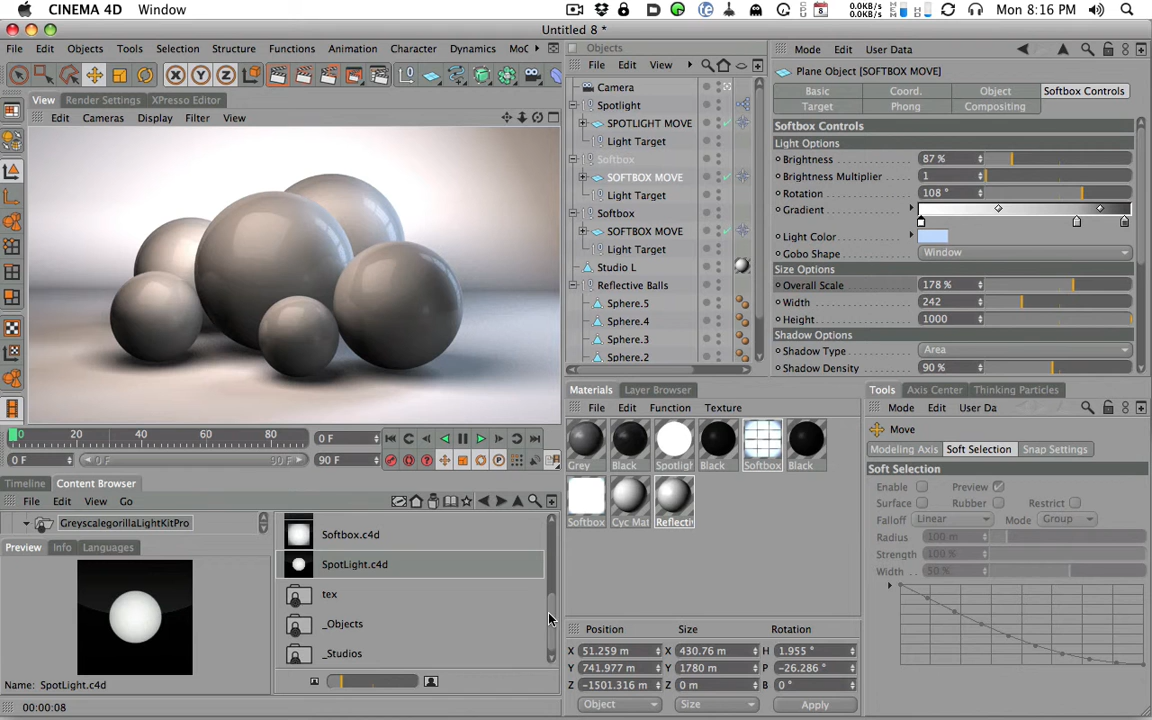 CINEMA 4D Window 0.0KB/s 0.0KB/s Mon 8:16 PM
Untitled 8 *
File Edit Objects Tools Selection Structure Functions Animation Character Dynamics MoC
View Render Settings XPresso Editor
Edit Cameras Display Filter View
0 20 40 60 80 0 F
0 F 0 F 90 F 90 F
Timeline Content Browser
File Edit View Go
GreyscalegorillaLightKitPro
Preview Info Languages
Name: SpotLight.c4d
Softbox.c4d
SpotLight.c4d
tex
_Objects
_Studios
00:00:08
Objects
File Edit View
Camera
Spotlight
SPOTLIGHT MOVE
Light Target
Softbox
SOFTBOX MOVE
Light Target
Softbox
SOFTBOX MOVE
Light Target
Studio L
Reflective Balls
Sphere.5
Sphere.4
Sphere.3
Sphere.2
Mode Edit User Data
Plane Object [SOFTBOX MOVE]
Basic Coord. Object Softbox Controls
Target Phong Compositing
Softbox Controls
Light Options
Brightness 87 %
Brightness Multiplier 1
Rotation 108 °
Gradient
Light Color
Gobo Shape Window
Size Options
Overall Scale 178 %
Width 242
Height 1000
Shadow Options
Shadow Type Area
Shadow Density 90 %
Materials Layer Browser
File Edit Function Texture
Grey Black Spotligh Black Softbox Black
Softbox Cyc Mat Reflecti
Position Size Rotation
X 51.259 m X 430.76 m H 1.955 °
Y 741.977 m Y 1780 m P -26.286 °
Z -1501.316 m Z 0 m B 0 °
Object Size Apply
Tools Axis Center Thinking Particles
Mode Edit User Da
Move
Modeling Axis Soft Selection Snap Settings
Soft Selection
Enable Preview
Surface Rubber Restrict
Falloff Linear Mode Group
Radius 100 m
Strength 100 %
Width 50 %